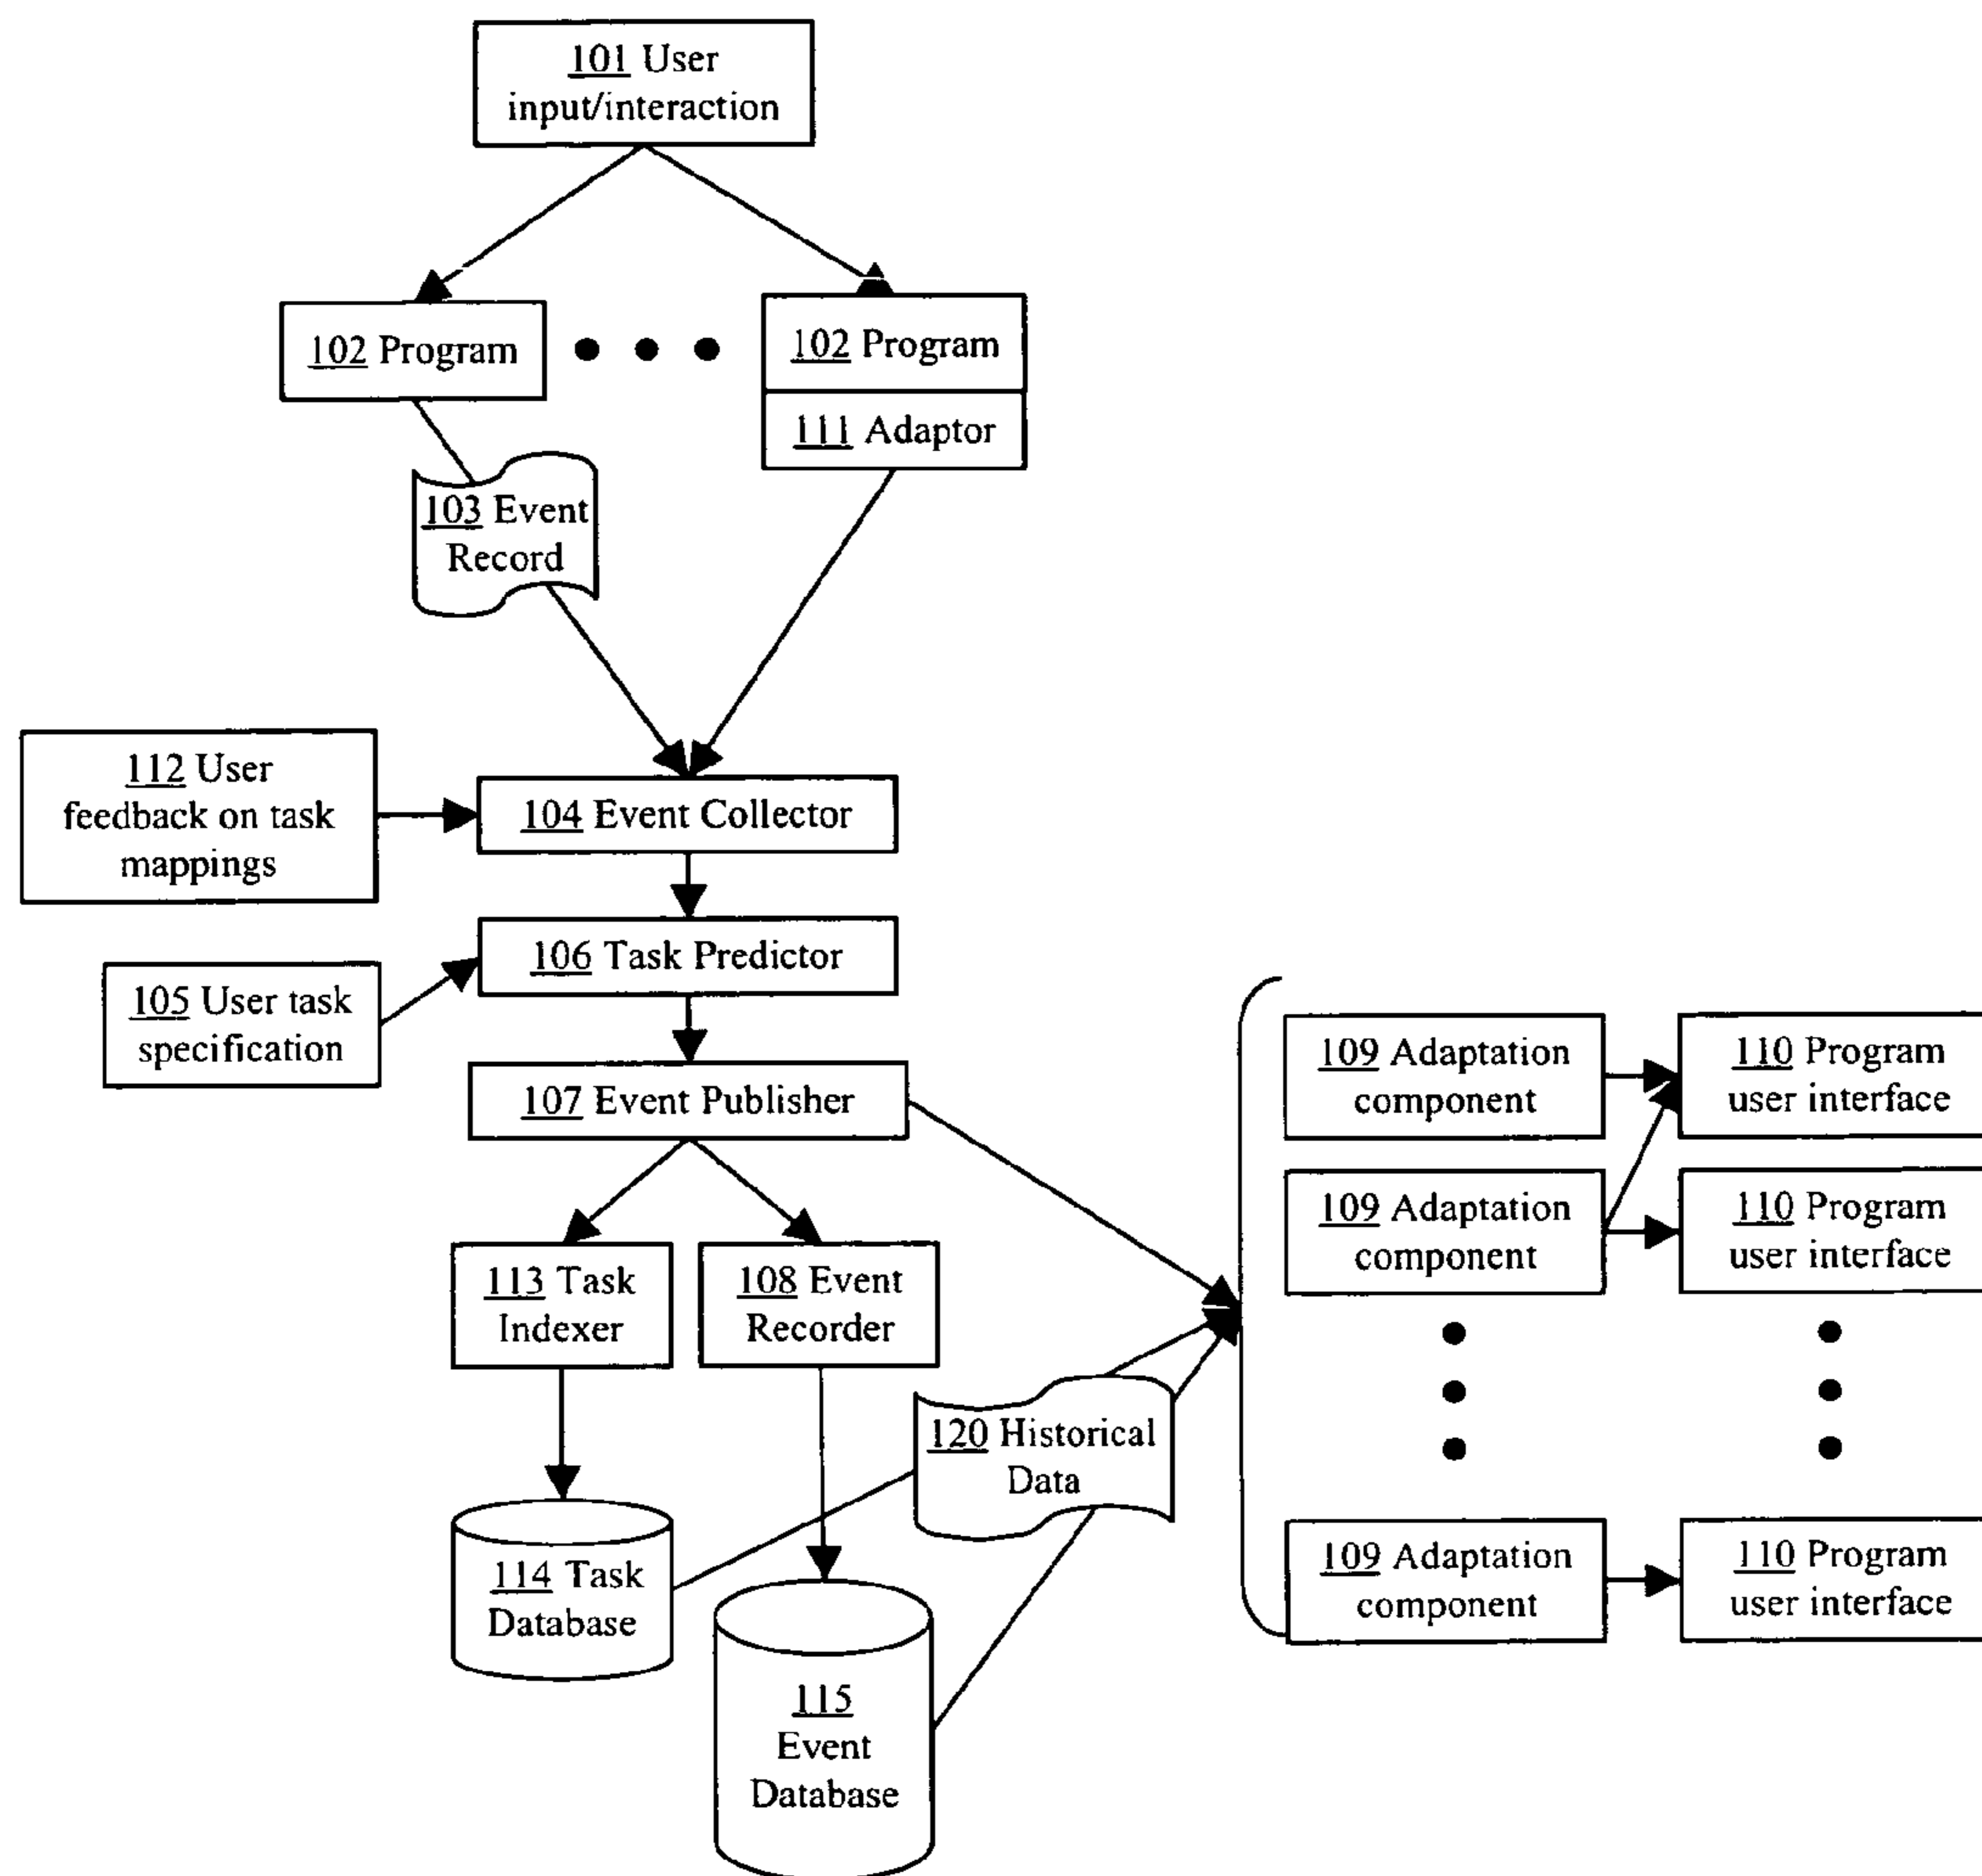 101 User
input/interaction
102 Program
102 Program
111 Adaptor
103 Event
Record
112 User
feedback on task
mappings
104 Event Collector
106 Task Predictor
105 User task
specification
107 Event Publisher
109 Adaptation
component
110 Program
user interface
109 Adaptation
component
110 Program
user interface
113 Task
Indexer
108 Event
Recorder
120 Historical
Data
114 Task
Database
109 Adaptation
component
110 Program
user interface
115
Event
Database